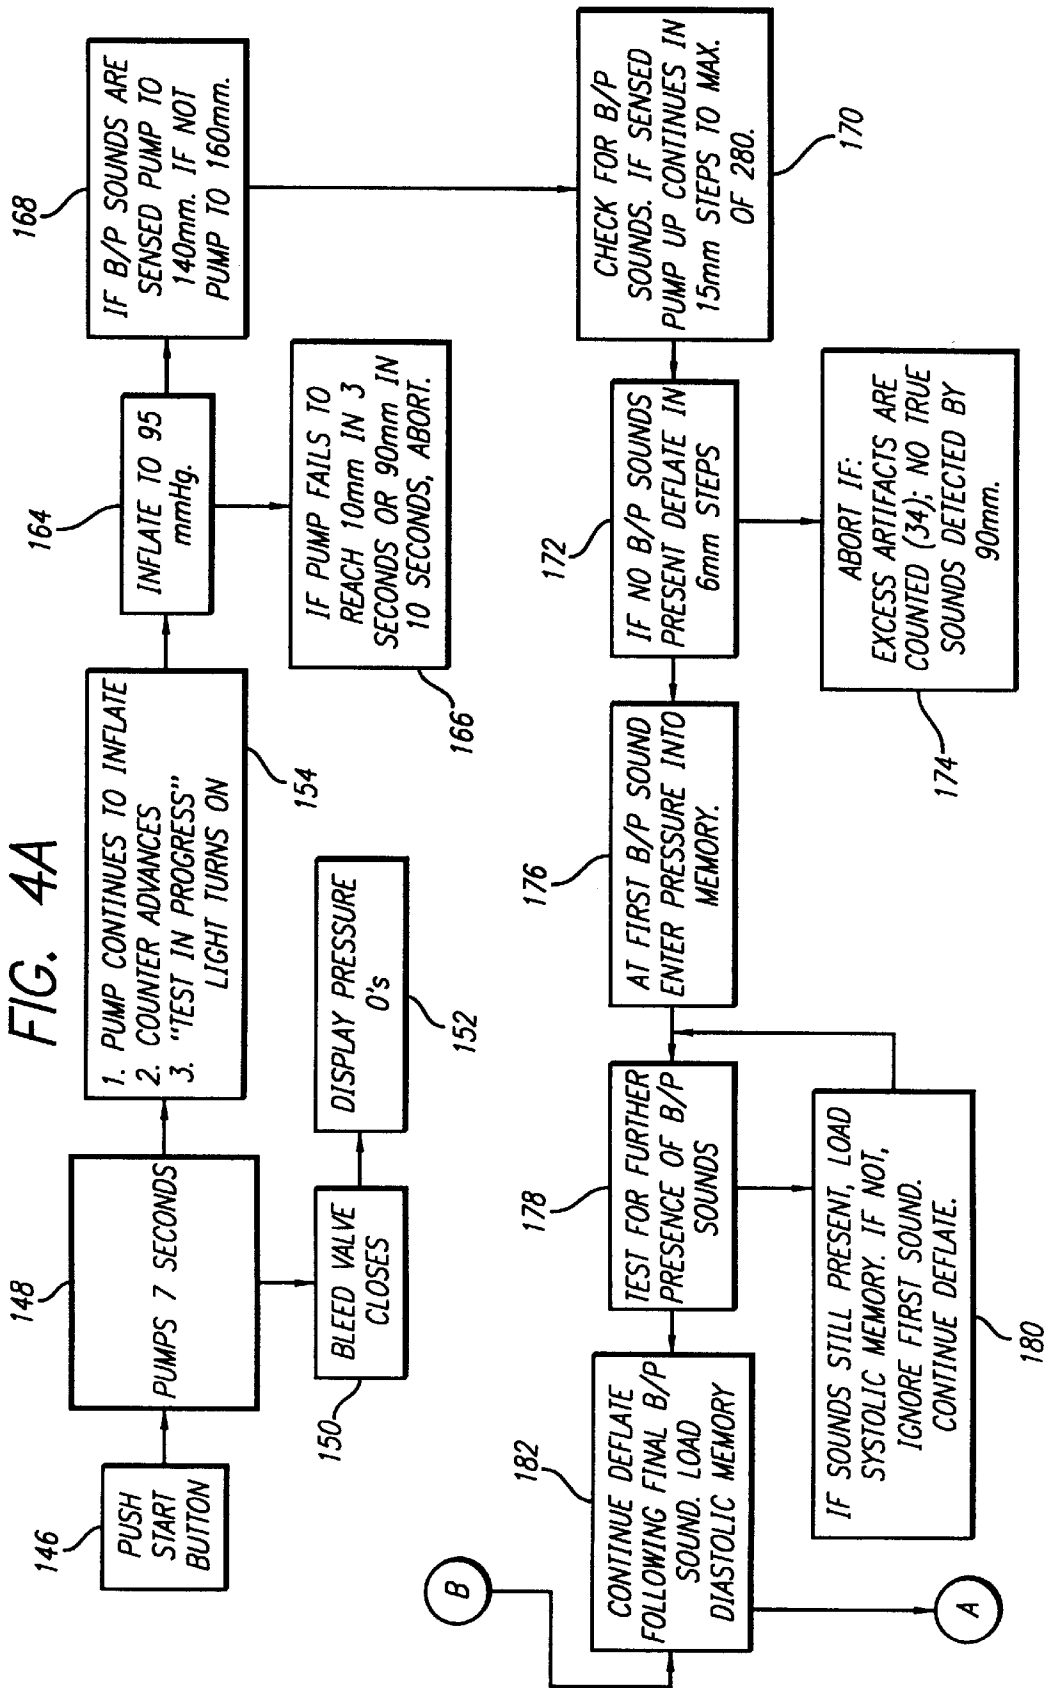 FIG. 4A
146
PUSH
START
BUTTON
148
PUMPS 7 SECONDS
150
BLEED VALVE
CLOSES
DISPLAY PRESSURE
0's
152
1. PUMP CONTINUES TO INFLATE
2. COUNTER ADVANCES
3. "TEST IN PROGRESS"
LIGHT TURNS ON
154
164
INFLATE TO 95
mmHg.
IF PUMP FAILS TO
REACH 10mm IN 3
SECONDS OR 90mm IN
10 SECONDS, ABORT.
166
168
IF B/P SOUNDS ARE
SENSED PUMP TO
140mm. IF NOT
PUMP TO 160mm.
CHECK FOR B/P
SOUNDS. IF SENSED
PUMP UP CONTINUES IN
15mm STEPS TO MAX.
OF 280.
170
172
IF NO B/P SOUNDS
PRESENT DEFLATE IN
6mm STEPS
ABORT IF:
EXCESS ARTIFACTS ARE
COUNTED (34); NO TRUE
SOUNDS DETECTED BY
90mm.
174
176
AT FIRST B/P SOUND
ENTER PRESSURE INTO
MEMORY.
178
TEST FOR FURTHER
PRESENCE OF B/P
SOUNDS
IF SOUNDS STILL PRESENT, LOAD
SYSTOLIC MEMORY. IF NOT,
IGNORE FIRST SOUND.
CONTINUE DEFLATE.
180
182
CONTINUE DEFLATE
FOLLOWING FINAL B/P
SOUND. LOAD
DIASTOLIC MEMORY
B
A